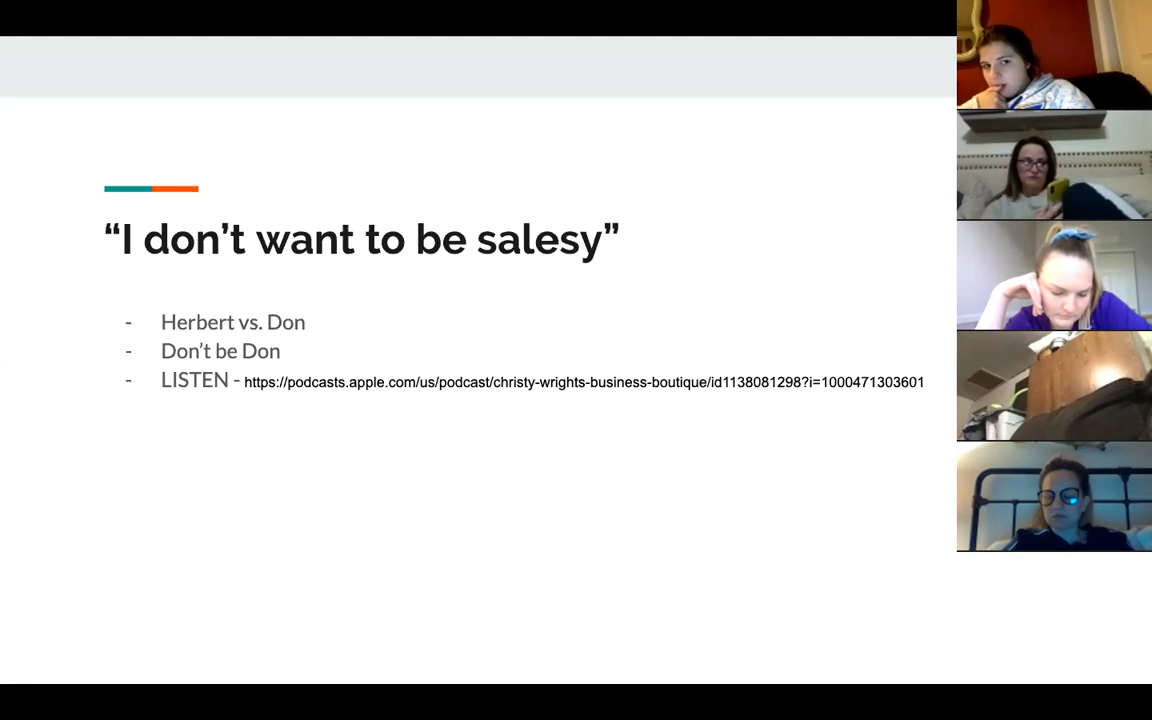 “I don’t want to be salesy”
- Herbert vs. Don
- Don’t be Don
- LISTEN - https://podcasts.apple.com/us/podcast/christy-wrights-business-boutique/id1138081298?i=1000471303601